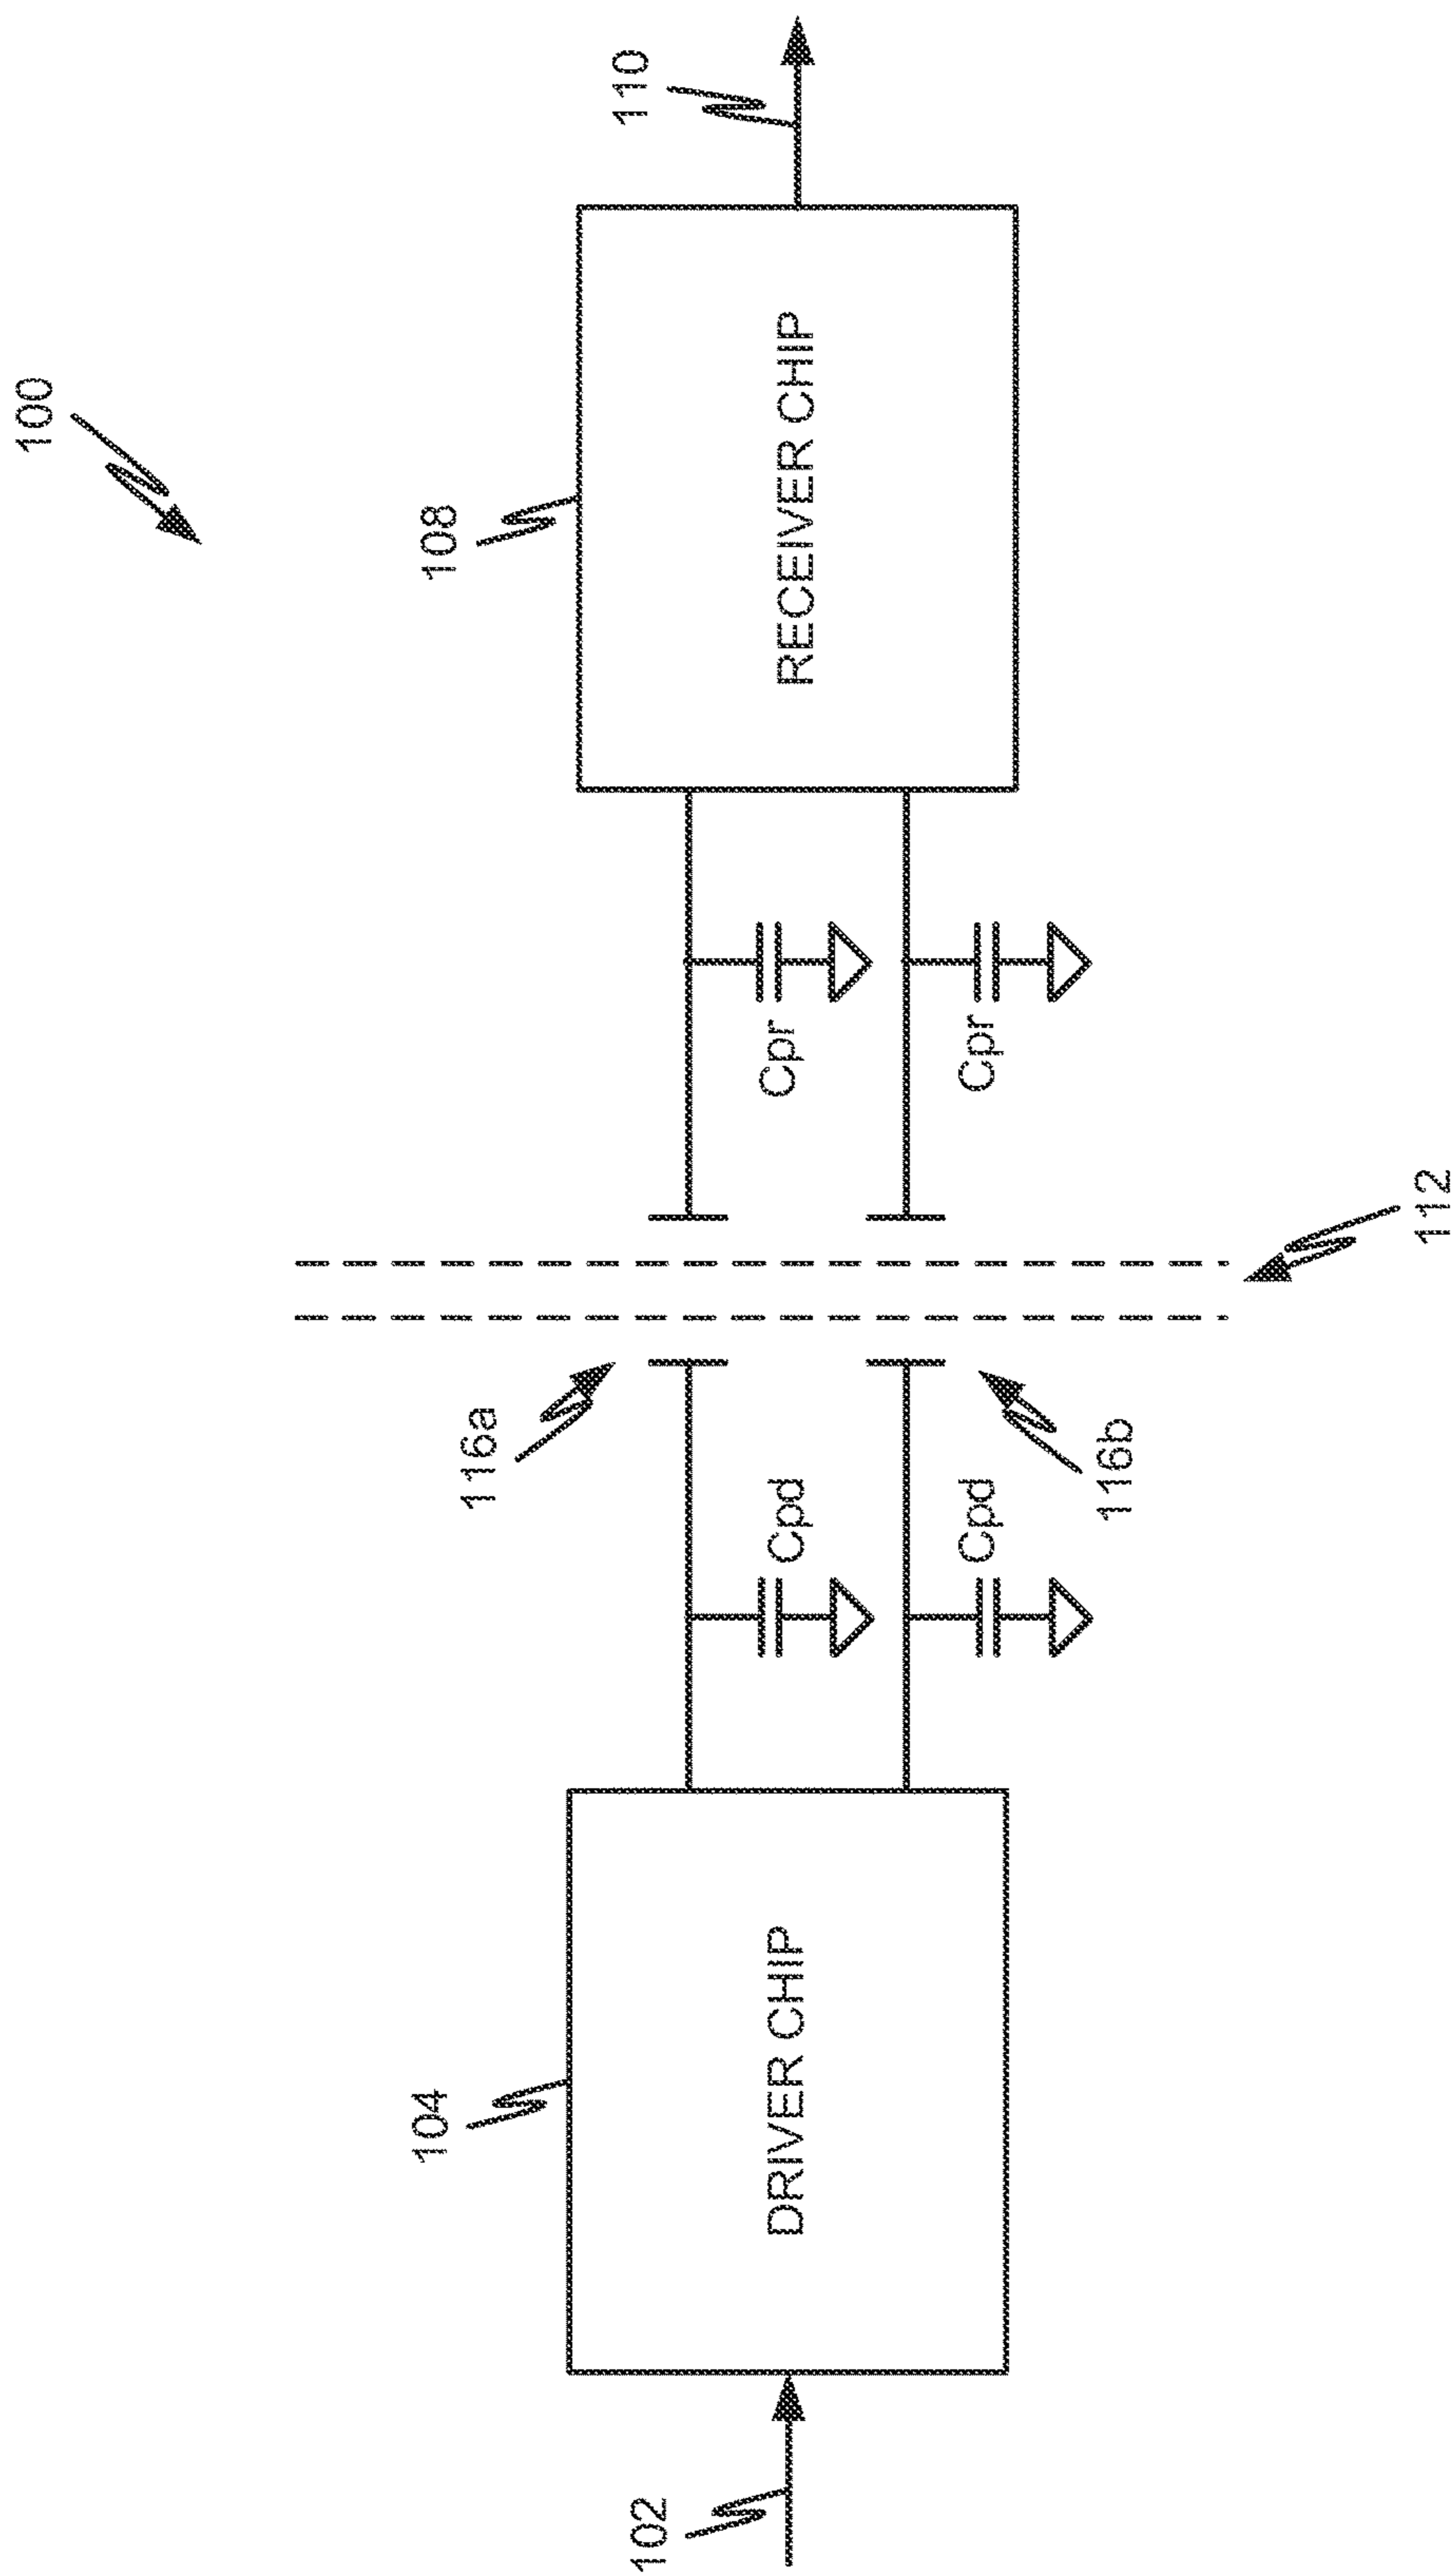 100
108
110
RECEIVER CHIP
Cpr
Cpr
112
116a
116b
Cpd
Cpd
104
DRIVER CHIP
102